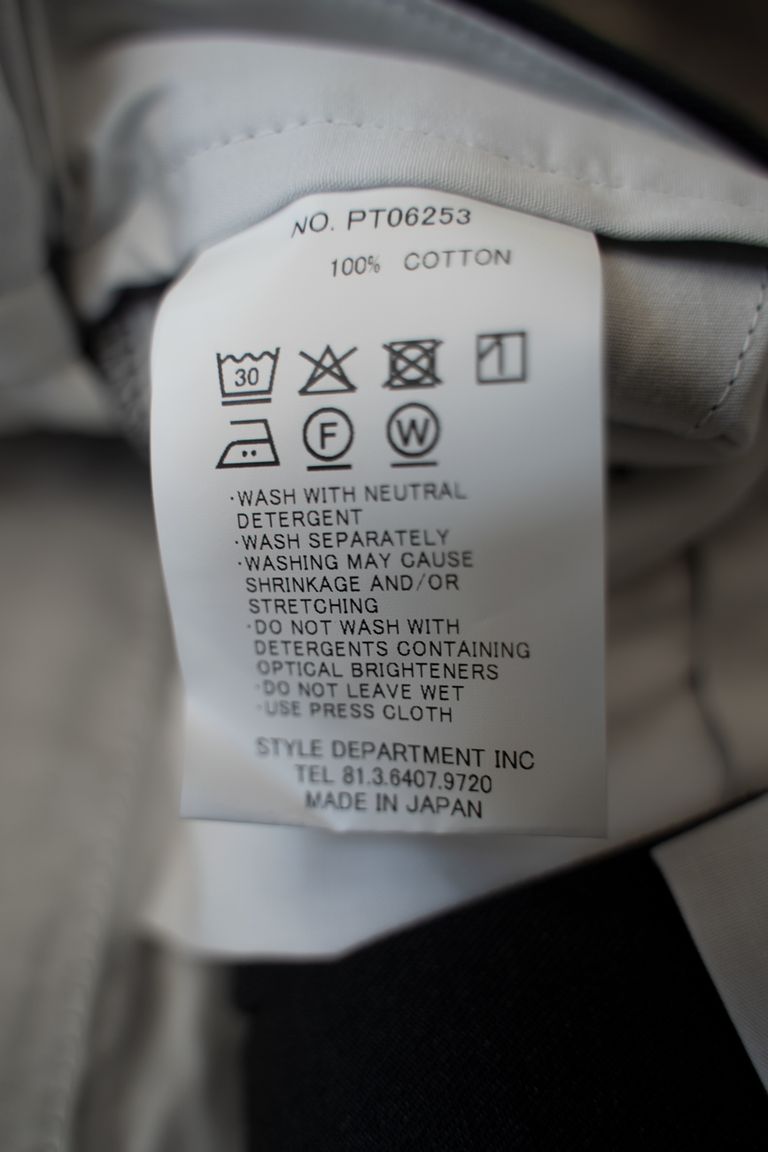 NO. PT06253
100% COTTON
30
F W
·WASH WITH NEUTRAL
DETERGENT
·WASH SEPARATELY
·WASHING MAY CAUSE
SHRINKAGE AND/OR
STRETCHING
·DO NOT WASH WITH
DETERGENTS CONTAINING
OPTICAL BRIGHTENERS
·DO NOT LEAVE WET
·USE PRESS CLOTH
STYLE DEPARTMENT INC
TEL 81.3.6407.9720
MADE IN JAPAN